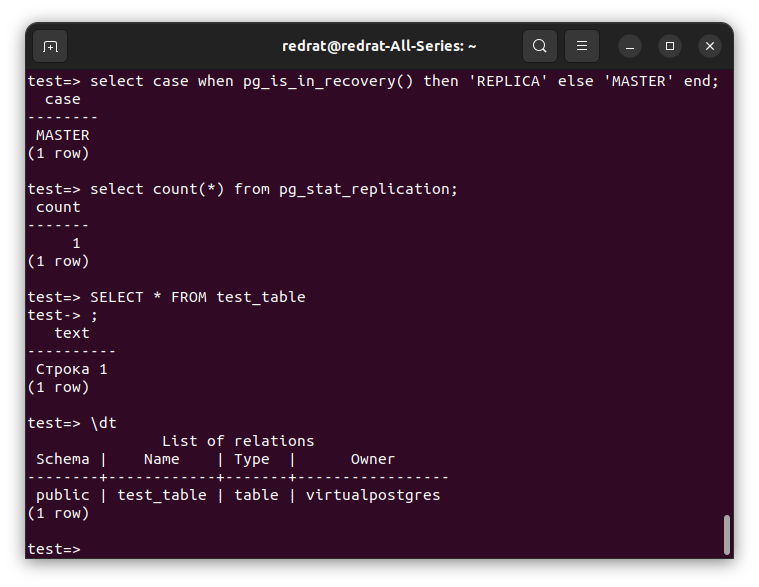 redrat@redrat-All-Series: ~
test=> select case when pg_is_in_recovery() then 'REPLICA' else 'MASTER' end;
  case
--------
 MASTER
(1 row)

test=> select count(*) from pg_stat_replication;
 count
-------
     1
(1 row)

test=> SELECT * FROM test_table
test-> ;
   text
----------
 Строка 1
(1 row)

test=> \dt
               List of relations
 Schema |    Name    | Type  |      Owner
--------+------------+-------+-----------------
 public | test_table | table | virtualpostgres
(1 row)

test=>